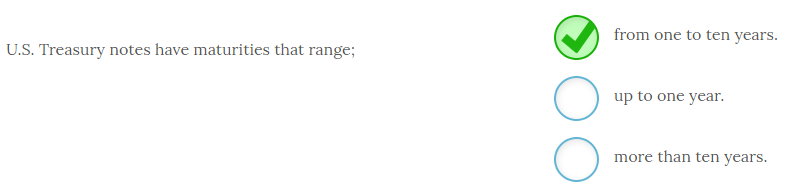 U.S. Treasury notes have maturities that range;
from one to ten years.
up to one year.
more than ten years.